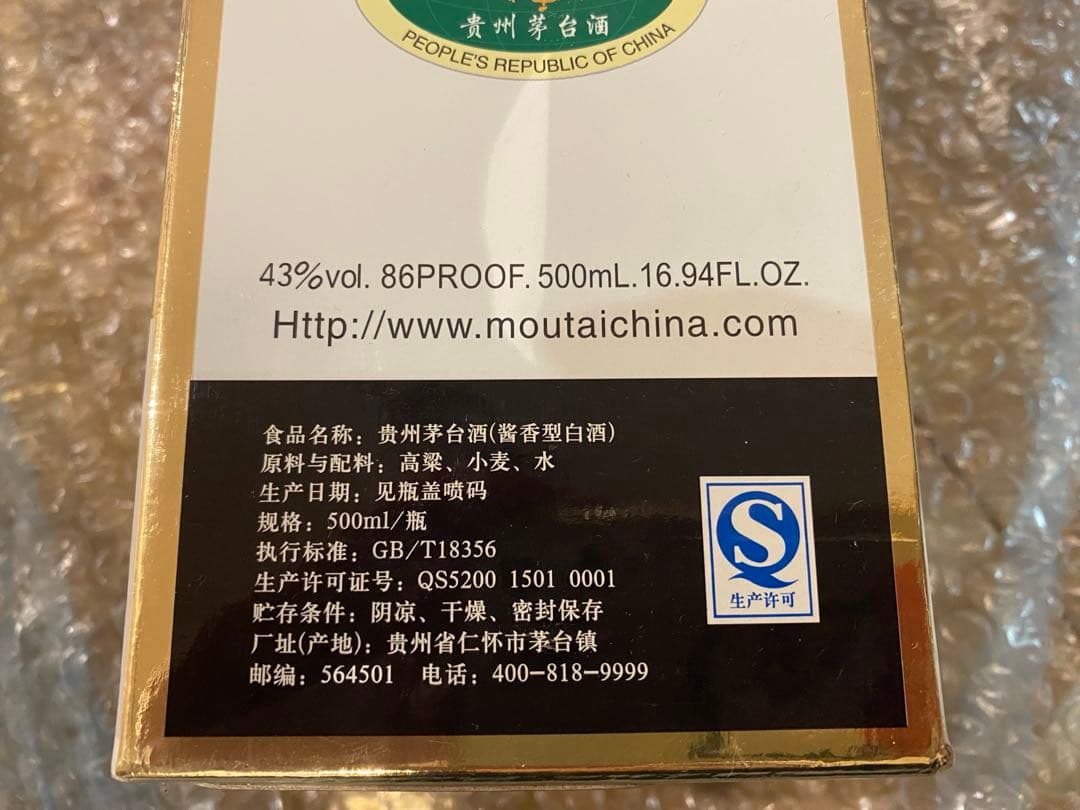 贵州茅台酒
PEOPLE'S REPUBLIC OF CHINA
43%vol. 86PROOF. 500mL.16.94FL.OZ.
Http://www.moutaichina.com
食品名称：贵州茅台酒(酱香型白酒)
原料与配料：高粱、小麦、水
生产日期：见瓶盖喷码
规格：500ml/瓶
执行标准：GB/T18356
生产许可证号：QS5200 1501 0001
贮存条件：阴凉、干燥、密封保存
厂址(产地)：贵州省仁怀市茅台镇
邮编：564501 电话：400-818-9999
QS
生产许可